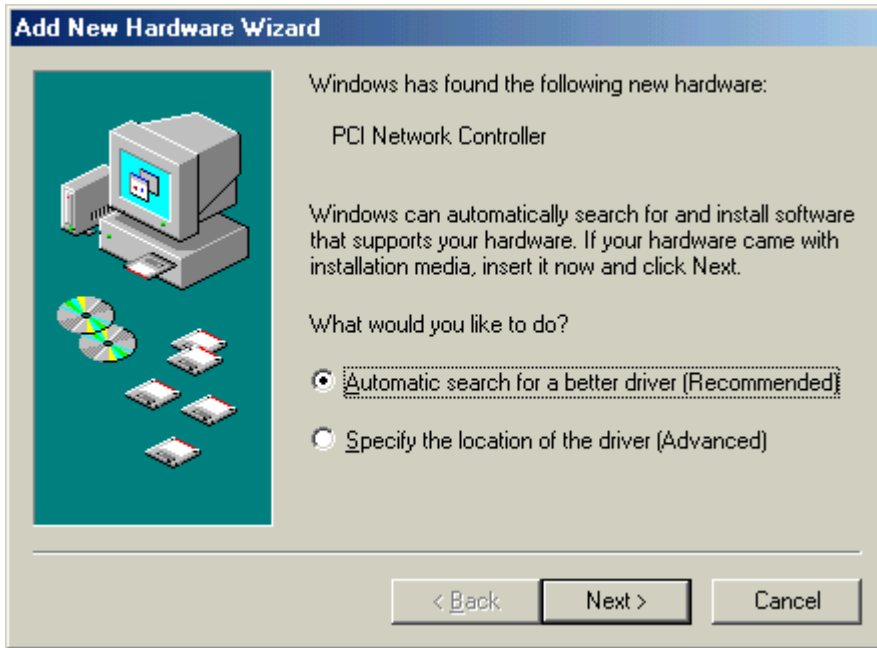 Add New Hardware Wizard
Windows has found the following new hardware:
PCI Network Controller
Windows can automatically search for and install software
that supports your hardware. If your hardware came with
installation media, insert it now and click Next.
What would you like to do?
Automatic search for a better driver (Recommended)
Specify the location of the driver (Advanced)
< Back Next > Cancel